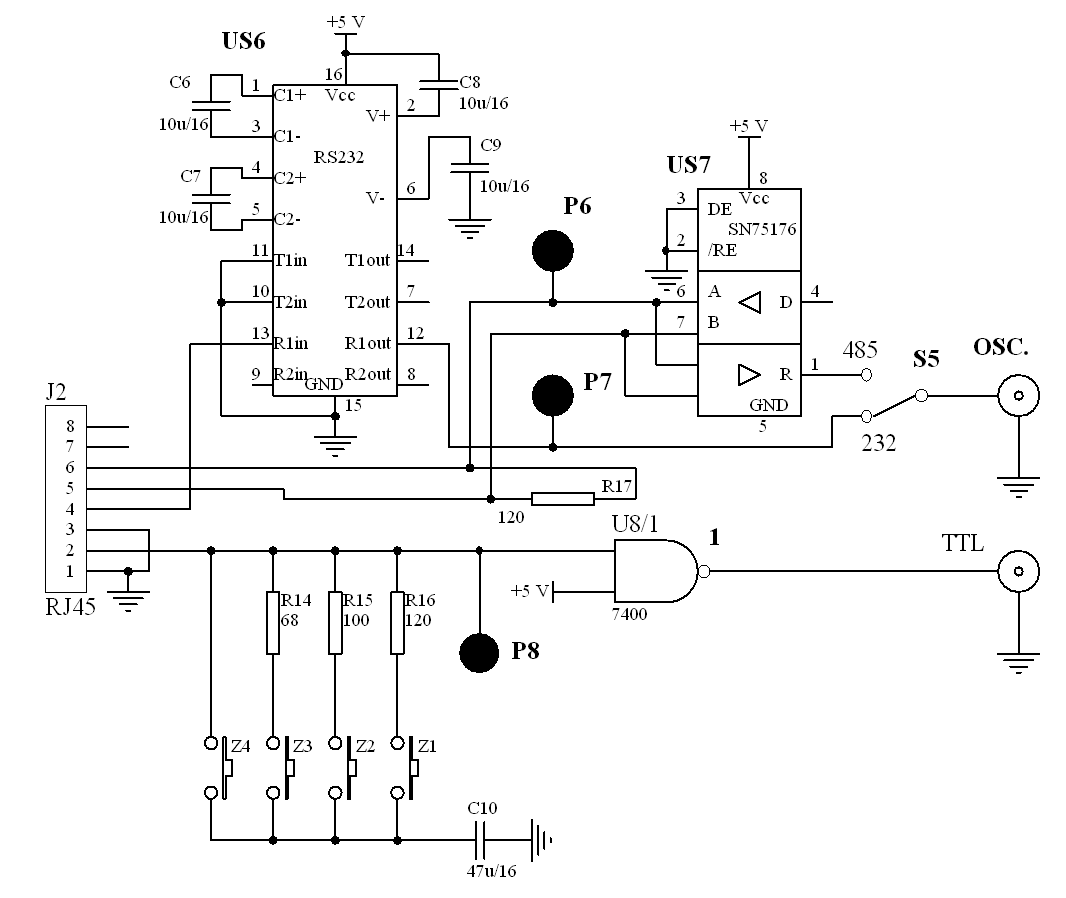 +5 V
US6
16
C6
1
C1+
Vcc
C8
10u/16
V+
2
10u/16
3
C1-
RS232
C9
C7
4
C2+
V-
6
10u/16
10u/16
5
C2-
11
T1in
T1out
14
10
T2in
T2out
7
13
R1in
R1out
12
9
R2in
GND
R2out
8
15
+5 V
US7
8
3
DE
Vcc
SN75176
2
/RE
P6
6
A
D
4
7
B
P7
R
1
485
S5
OSC.
GND
5
232
J2
8
7
6
5
4
3
2
1
RJ45
R17
120
U8/1
1
TTL
+5 V
7400
R14
68
R15
100
R16
120
P8
Z4
Z3
Z2
Z1
C10
47u/16